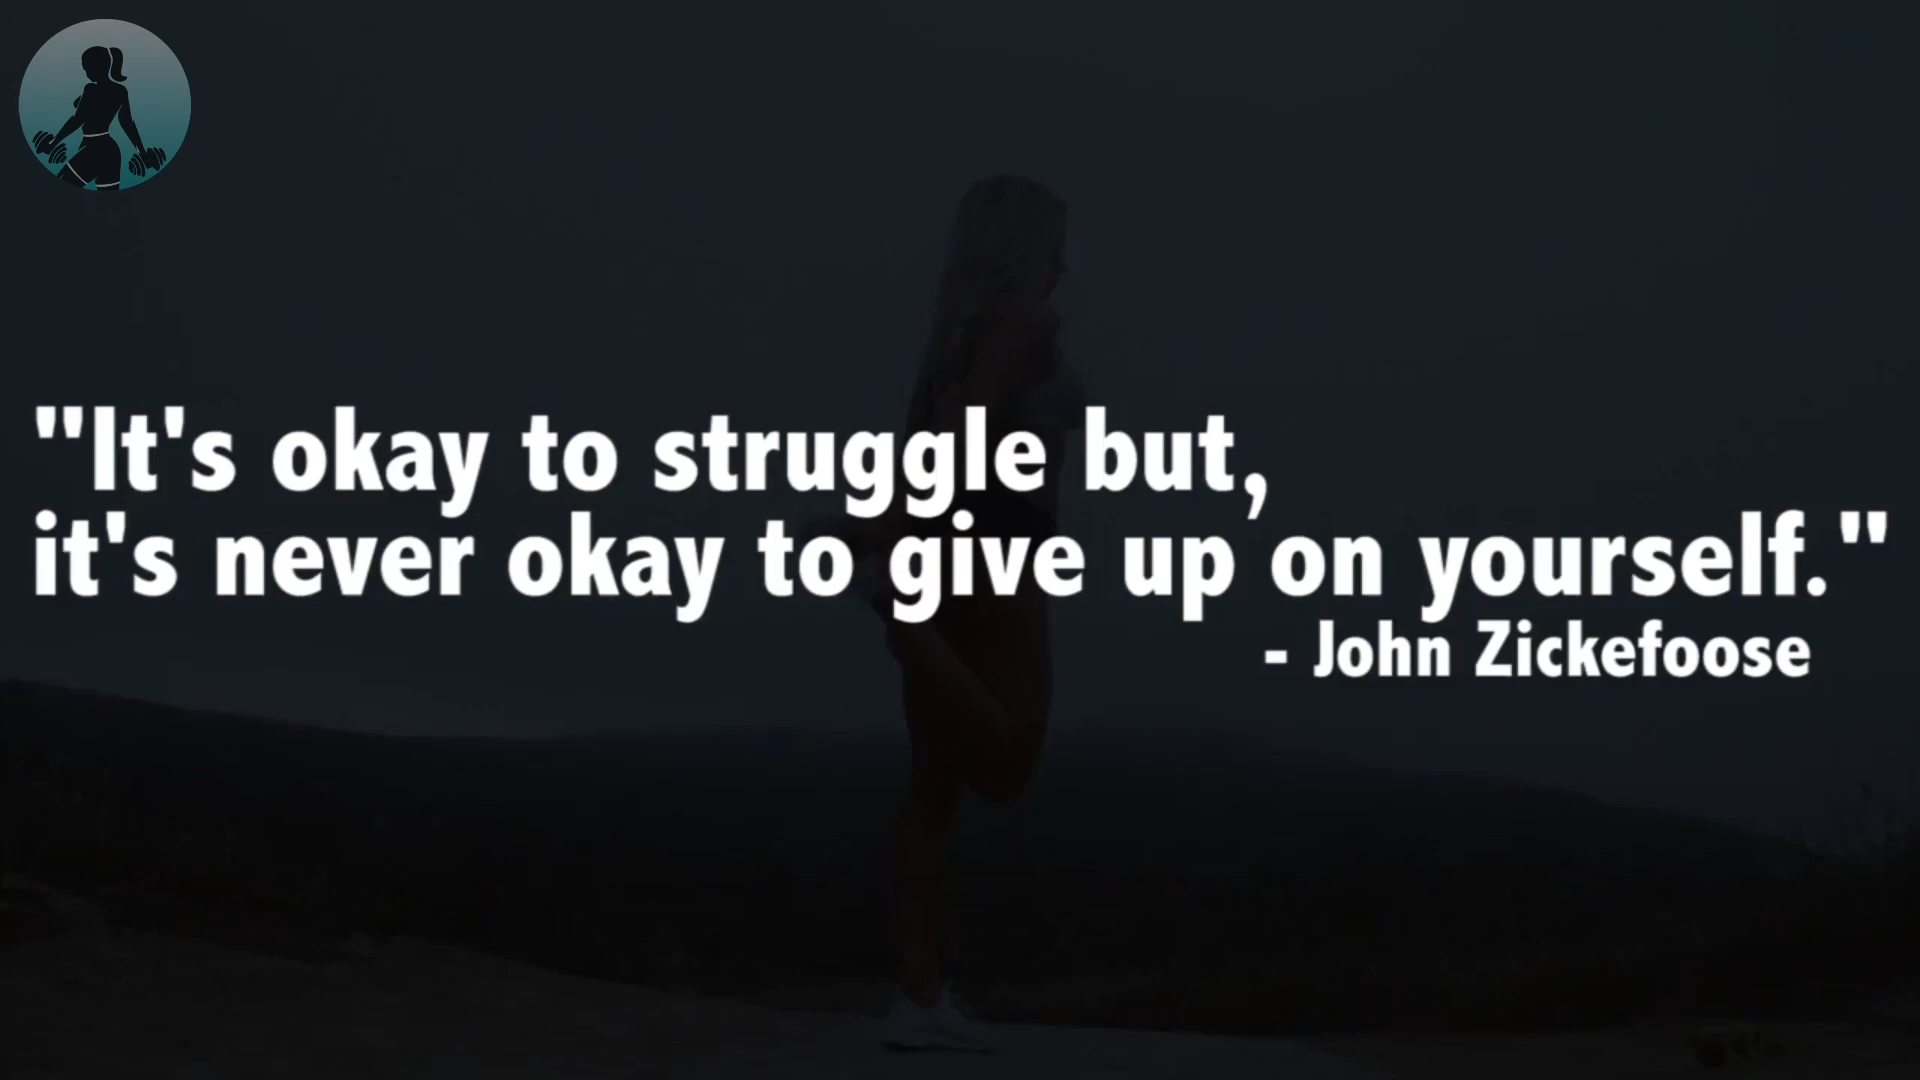 "It's okay to struggle but,
it's never okay to give up on yourself."
- John Zickefoose